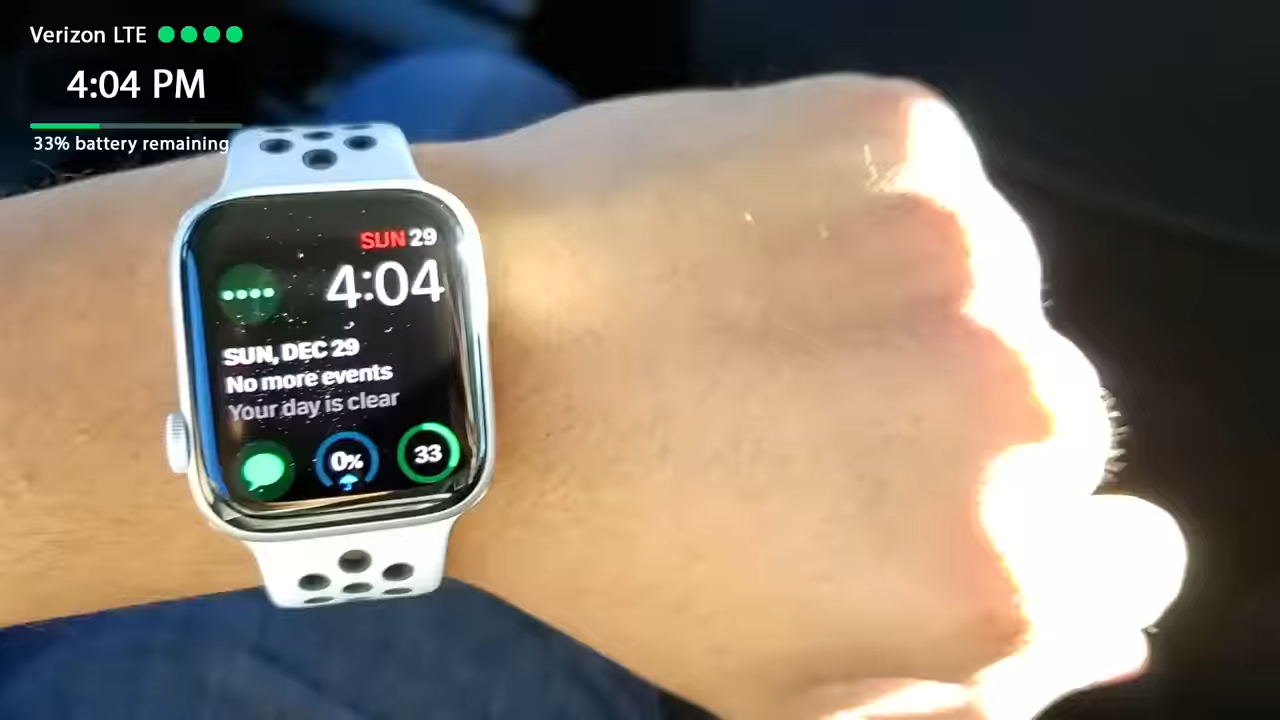 Verizon LTE
4:04 PM
33% battery remaining
SUN 29
4:04
SUN, DEC 29
No more events
Your day is clear
0%
33